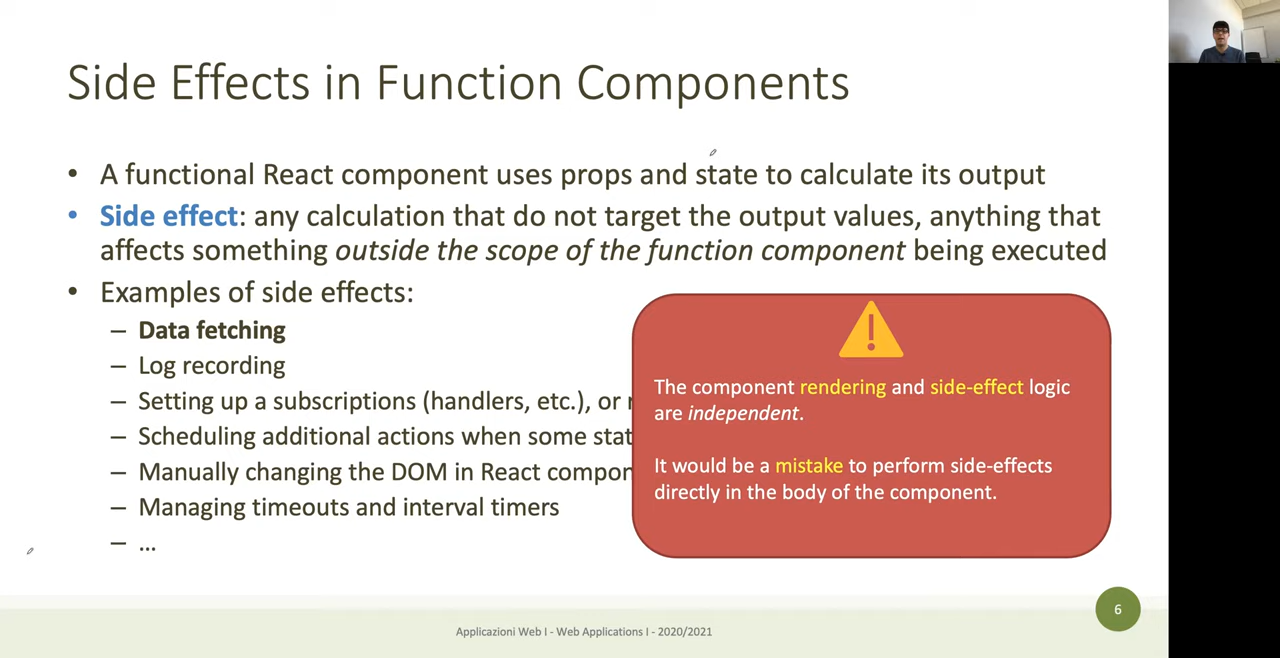 Side Effects in Function Components
• A functional React component uses props and state to calculate its output
• Side effect: any calculation that do not target the output values, anything that
affects something outside the scope of the function component being executed
• Examples of side effects:
– Data fetching
– Log recording
– Setting up a subscriptions (handlers, etc.), or
– Scheduling additional actions when some
– Manually changing the DOM in React
– Managing timeouts and interval timers
– ...
The component rendering and side-effect logic
are independent.
It would be a mistake to perform side-effects
directly in the body of the component.
6
Applicazioni Web I - Web Applications I - 2020/2021